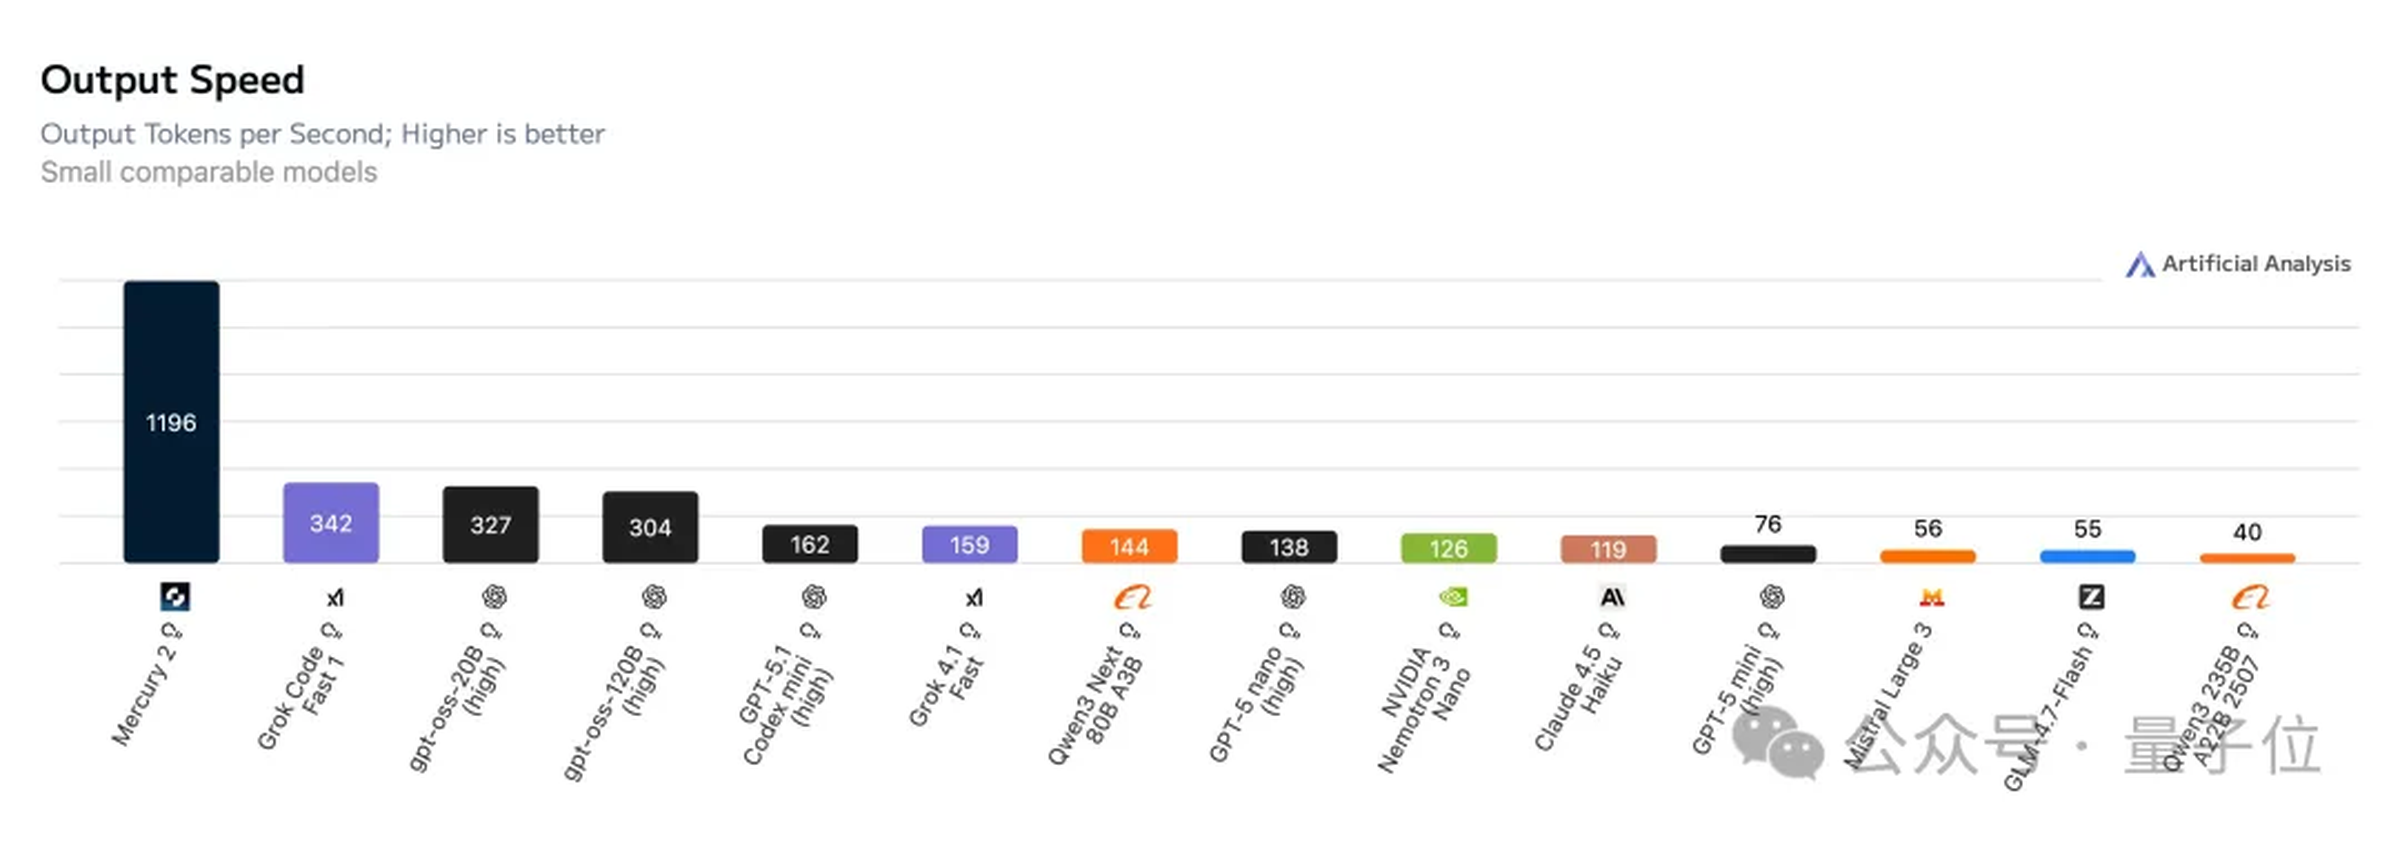 Output Speed
Output Tokens per Second; Higher is better
Small comparable models
Artificial Analysis
1196
342
327
304
162
159
144
138
126
119
76
56
55
40
Mercury 2
Grok Code
Fast 1
gpt-oss-20B
(high)
gpt-oss-120B
(high)
GPT-5.1
Codex mini
(high)
Grok 4.1
Fast
Qwen3 Next
80B A3B
GPT-5 nano
(high)
NVIDIA
Nemotron 3
Nano
Claude 4.5
Haiku
GPT-5 mini
(high)
Mistral Large 3
GLM-4.7-Flash
Qwen3 235B
A22B 2507
公众号 · 量子位